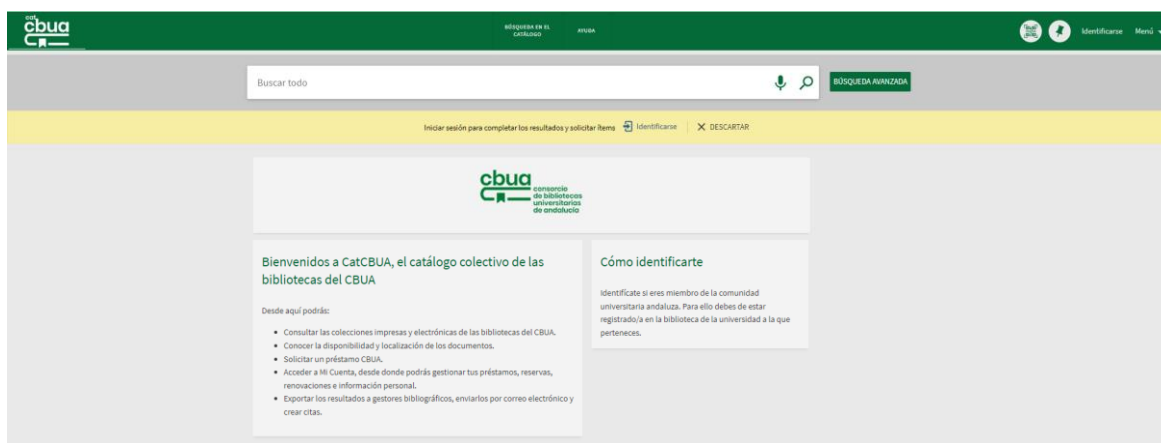 cat
cbua
BÚSQUEDA EN EL
CATÁLOGO
AYUDA
Identificarse
Menú
Buscar todo
BÚSQUEDA AVANZADA
Iniciar sesión para completar los resultados y solicitar ítems
Identificarse
DESCARTAR
cbua
consorcio
de bibliotecas
universitarias
de andalucía
Bienvenidos a CatCBUA, el catálogo colectivo de las
bibliotecas del CBUA
Desde aquí podrás:
• Consultar las colecciones impresas y electrónicas de las bibliotecas del CBUA.
• Conocer la disponibilidad y localización de los documentos.
• Solicitar un préstamo CBUA.
• Acceder a Mi Cuenta, desde donde podrás gestionar tus préstamos, reservas,
renovaciones e información personal.
• Exportar los resultados a gestores bibliográficos, enviarlos por correo electrónico y
crear citas.
Cómo identificarte
Identifícate si eres miembro de la comunidad
universitaria andaluza. Para ello debes de estar
registrado/a en la biblioteca de la universidad a la que
perteneces.